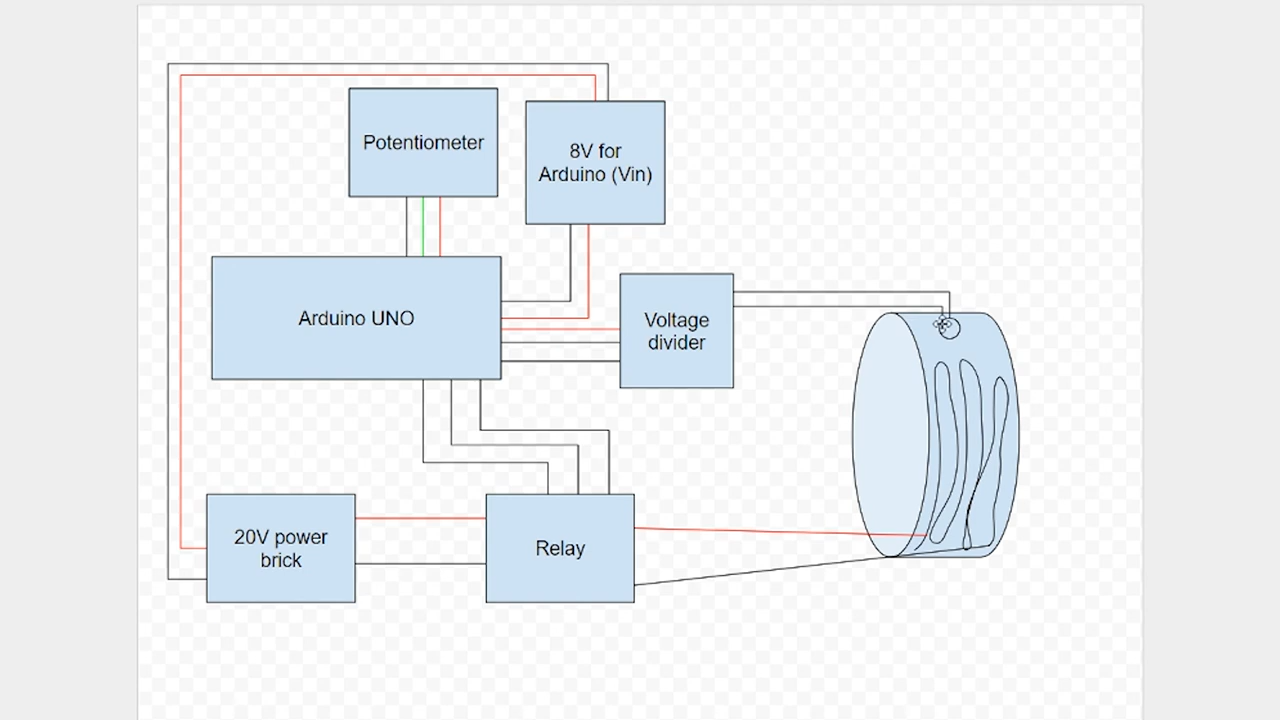 Potentiometer
8V for
Arduino (Vin)
Arduino UNO
Voltage
divider
20V power
brick
Relay